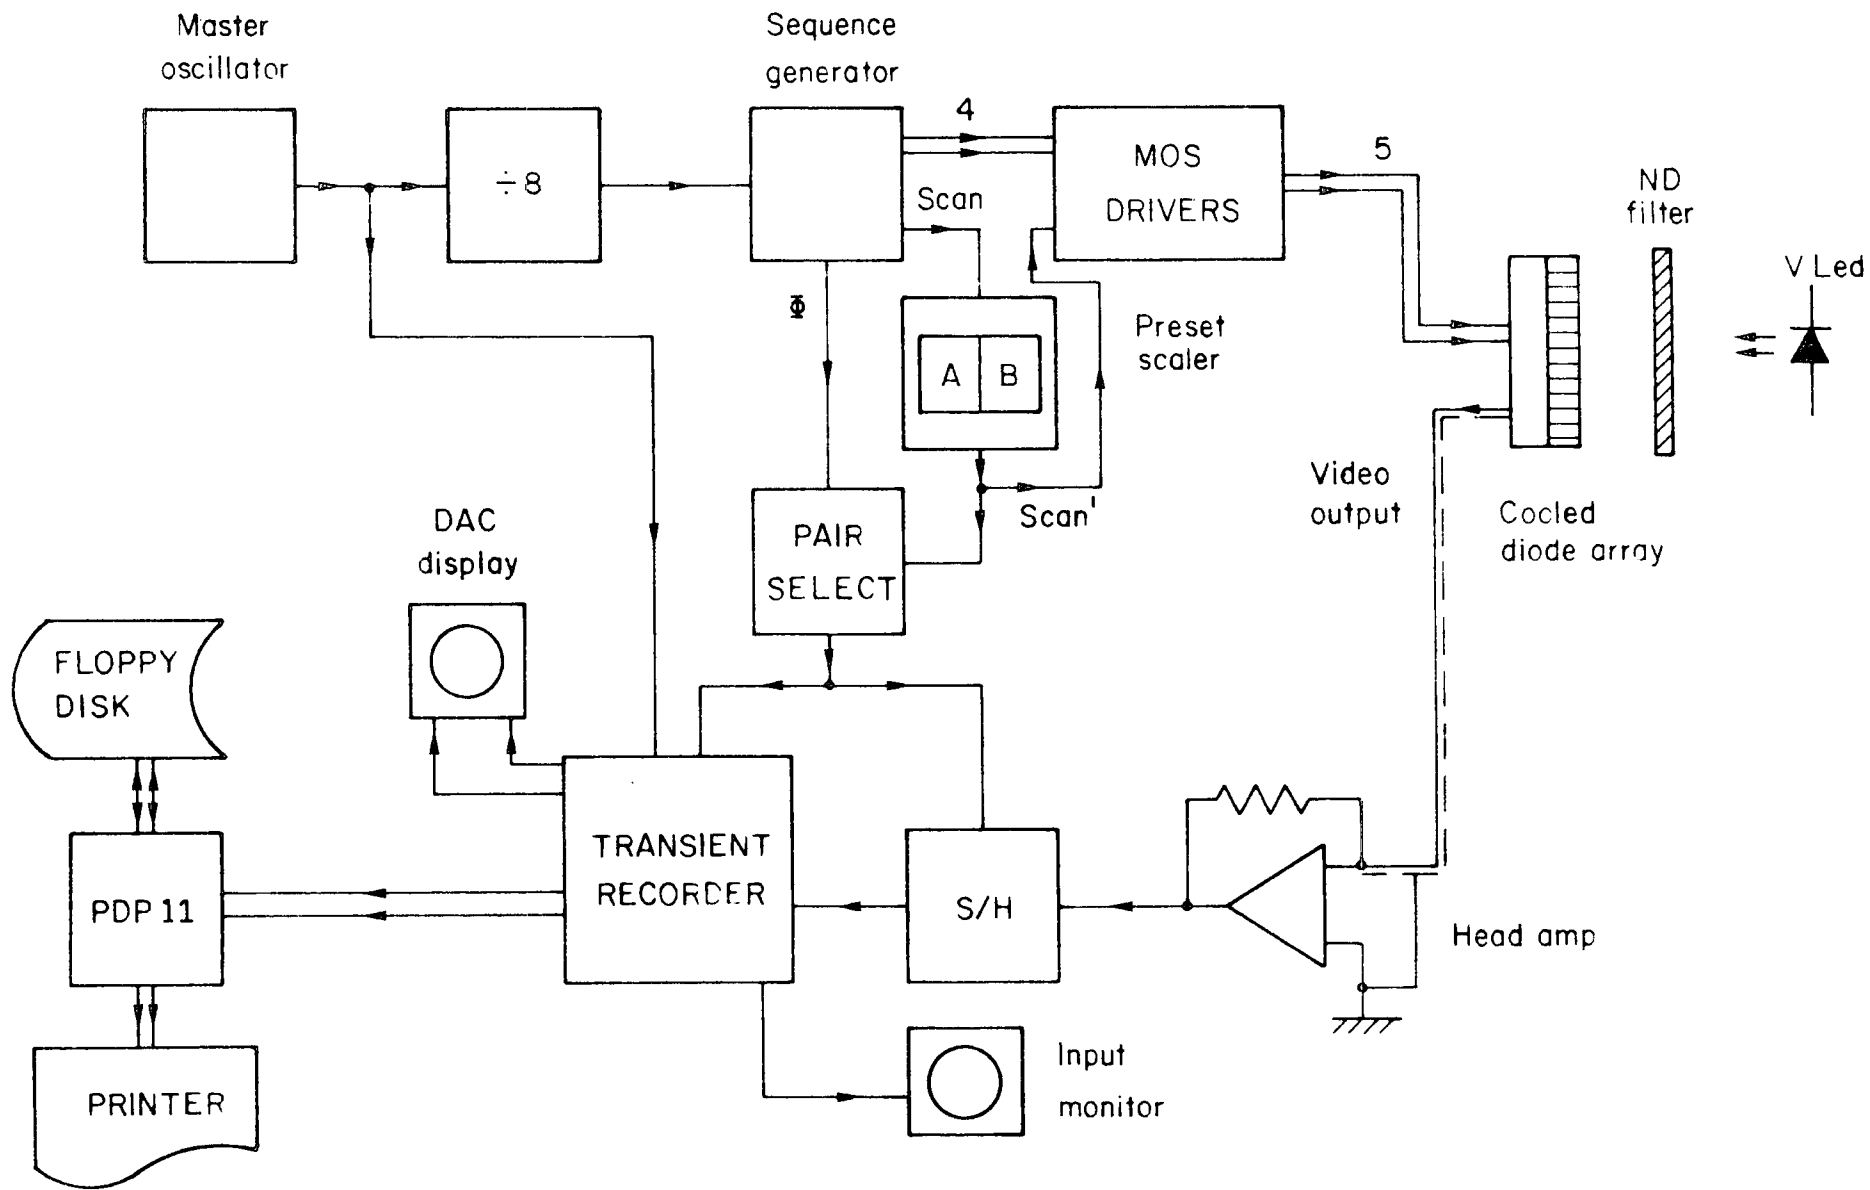 Master
oscillator
Sequence
generator
÷8
4
MOS
DRIVERS
5
ND
filter
V Led
Scan
Φ
A B
Preset
scaler
Scan'
Video
output
Cooled
diode array
PAIR
SELECT
DAC
display
FLOPPY
DISK
TRANSIENT
RECORDER
S/H
PDP 11
Head amp
Input
monitor
PRINTER